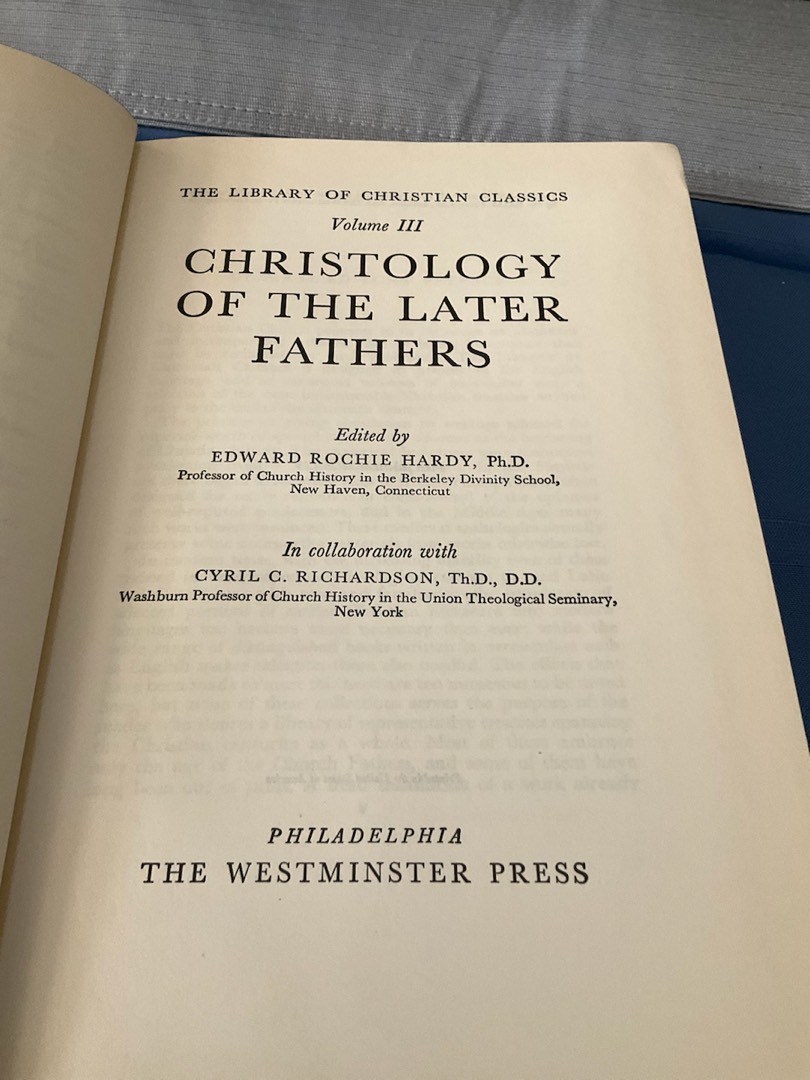 THE LIBRARY OF CHRISTIAN CLASSICS
Volume III
CHRISTOLOGY
OF THE LATER
FATHERS
Edited by
EDWARD ROCHIE HARDY, Ph.D.
Professor of Church History in the Berkeley Divinity School,
New Haven, Connecticut
In collaboration with
CYRIL C. RICHARDSON, Th.D., D.D.
Washburn Professor of Church History in the Union Theological Seminary,
New York
PHILADELPHIA
THE WESTMINSTER PRESS